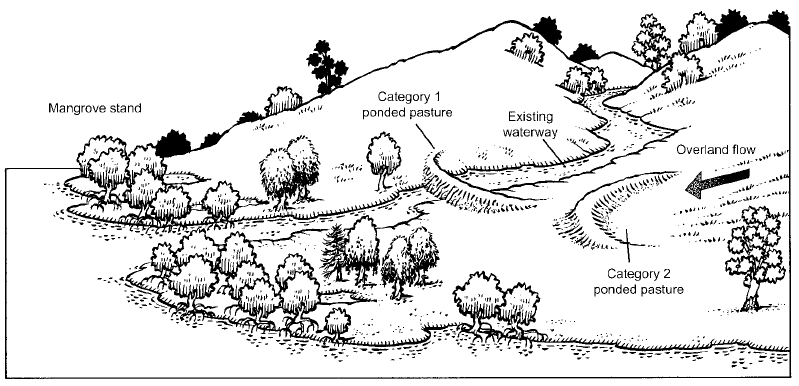 Mangrove stand
Category 1
ponded pasture
Existing
waterway
Overland flow
Category 2
ponded pasture